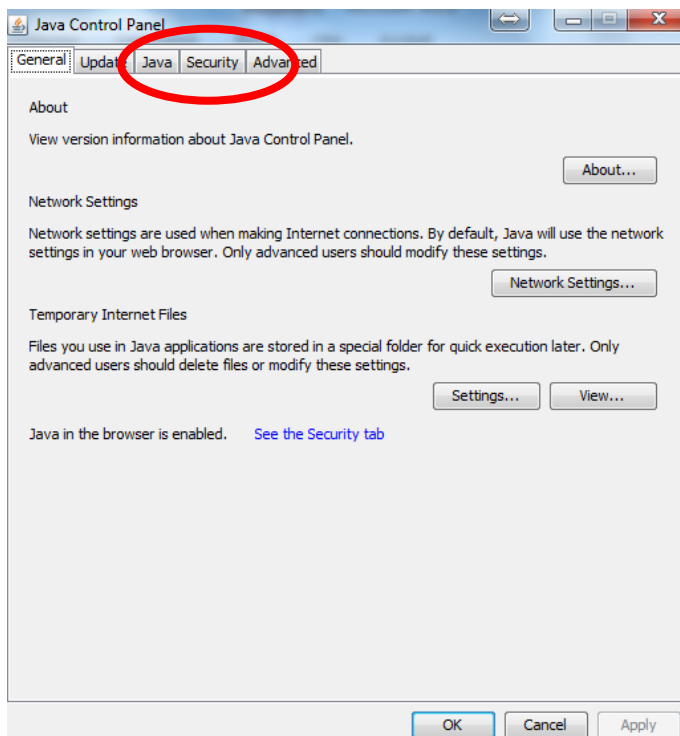 Java Control Panel
General Update Java Security Advanced
About
View version information about Java Control Panel.
About...
Network Settings
Network settings are used when making Internet connections. By default, Java will use the network
settings in your web browser. Only advanced users should modify these settings.
Network Settings...
Temporary Internet Files
Files you use in Java applications are stored in a special folder for quick execution later. Only
advanced users should delete files or modify these settings.
Settings... View...
Java in the browser is enabled. See the Security tab
OK Cancel Apply